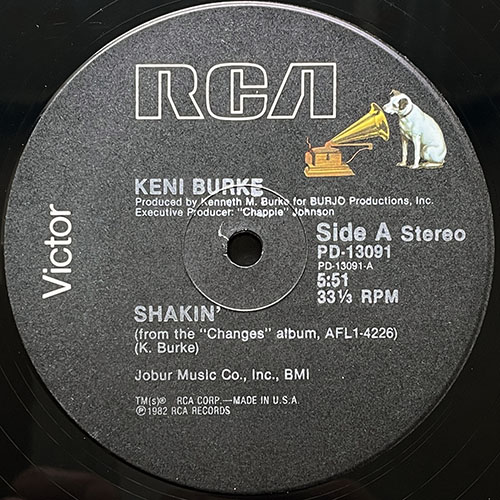 RCA
Victor
KENI BURKE
Produced by Kenneth M. Burke for BURJO Productions, Inc.
Executive Producer: "Chapple" Johnson
Side A Stereo
PD-13091
PD-13091-A
5:51
33⅓ RPM
SHAKIN'
(from the "Changes" album, AFL1-4226)
(K. Burke)
Jobur Music Co., Inc., BMI
TM(s)® RCA CORP.—MADE IN U.S.A.
℗ 1982 RCA RECORDS